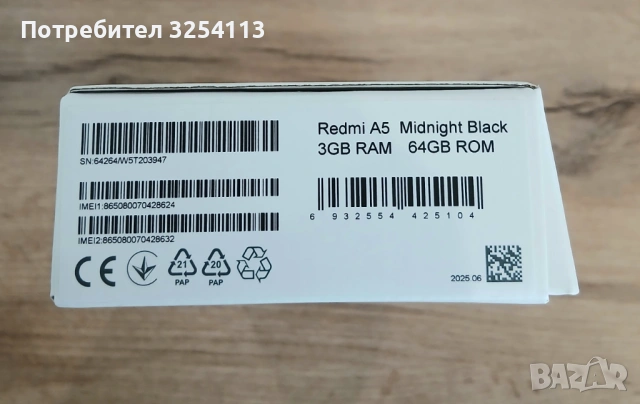 Потребител 3254113
Redmi A5 Midnight Black
3GB RAM 64GB ROM
SN:64264/W5T203947
IMEI1:865080070428624
IMEI2:865080070428632
6 932554 425104
CE
21
PAP
20
PAP
2025.06
BAZAR